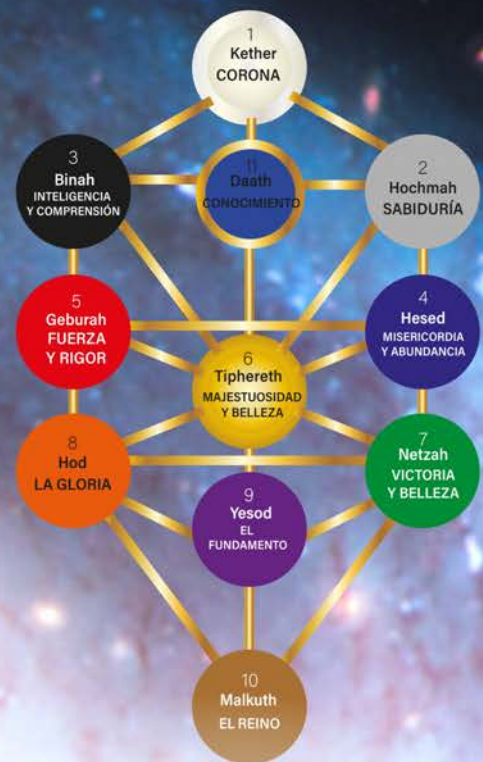 1
Kether
CORONA
3
Binah
INTELIGENCIA
Y COMPRENSIÓN
11
Daath
CONOCIMIENTO
2
Hochmah
SABIDURÍA
5
Geburah
FUERZA
Y RIGOR
4
Hesed
MISERICORDIA
Y ABUNDANCIA
6
Tiphereth
MAJESTUOSIDAD
Y BELLEZA
8
Hod
LA GLORIA
7
Netzah
VICTORIA
Y BELLEZA
9
Yesod
EL
FUNDAMENTO
10
Malkuth
EL REINO